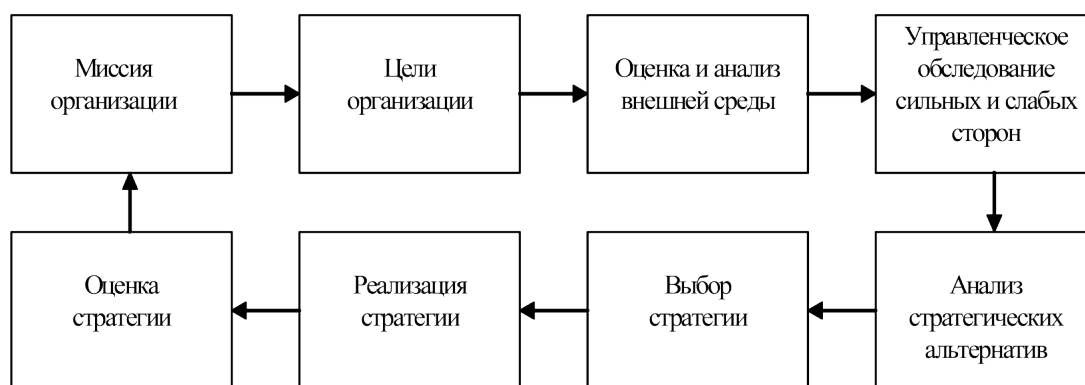 Миссия
организации
Цели
организации
Оценка и анализ
внешней среды
Управленческое
обследование
сильных и слабых
сторон
Оценка
стратегии
Реализация
стратегии
Выбор
стратегии
Анализ
стратегических
альтернатив